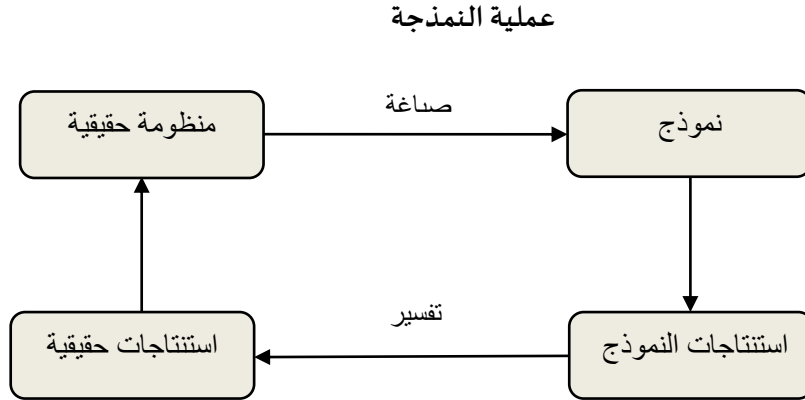 عملية النمذجة
منظومة حقيقية
صياغة
نموذج
استنتاجات حقيقية
تفسير
استنتاجات النموذج